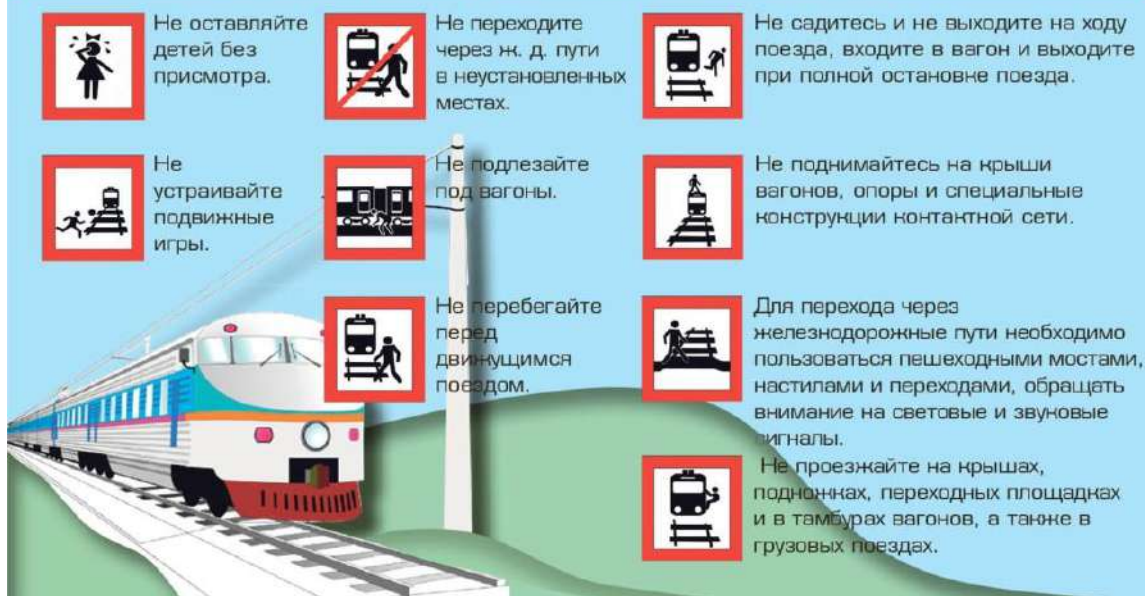 Не оставляйте
детей без
присмотра.
Не
устраивайте
подвижные
игры.
Не переходите
через ж. д. пути
в неустановленных
местах.
Не подлезайте
под вагоны.
Не перебегайте
перед
движущимся
поездом.
Не садитесь и не выходите на ходу
поезда, входите в вагон и выходите
при полной остановке поезда.
Не поднимайтесь на крыши
вагонов, опоры и специальные
конструкции контактной сети.
Для перехода через
железнодорожные пути необходимо
пользоваться пешеходными мостами,
настилами и переходами, обращать
внимание на световые и звуковые
сигналы.
Не проезжайте на крышах,
подножках, переходных площадках
и в тамбурах вагонов, а также в
грузовых поездах.